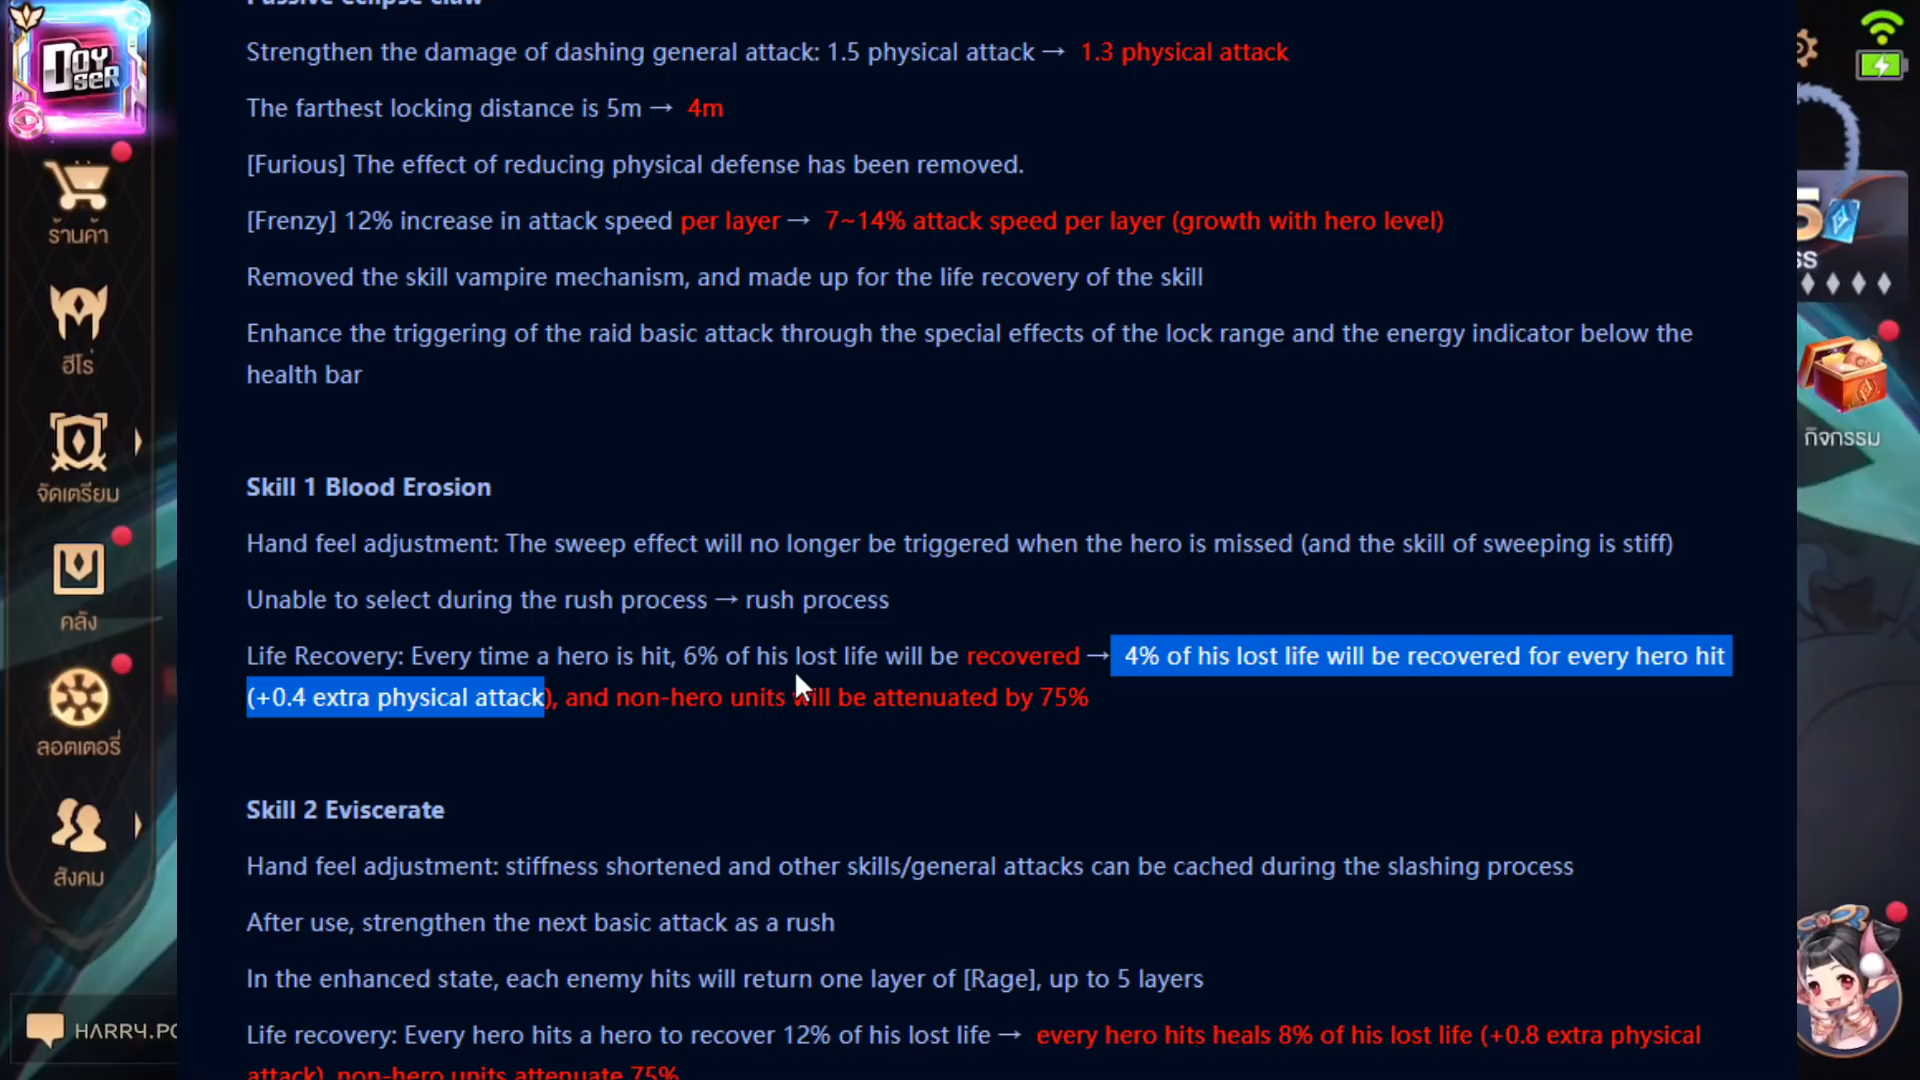 Passive Eclipse Claw
DOY
SER
Strengthen the damage of dashing general attack: 1.5 physical attack → 1.3 physical attack
The farthest locking distance is 5m → 4m
[Furious] The effect of reducing physical defense has been removed.
[Frenzy] 12% increase in attack speed per layer → 7~14% attack speed per layer (growth with hero level)
Removed the skill vampire mechanism, and made up for the life recovery of the skill
Enhance the triggering of the raid basic attack through the special effects of the lock range and the energy indicator below the
health bar
Skill 1 Blood Erosion
Hand feel adjustment: The sweep effect will no longer be triggered when the hero is missed (and the skill of sweeping is stiff)
Unable to select during the rush process → rush process
Life Recovery: Every time a hero is hit, 6% of his lost life will be recovered → 4% of his lost life will be recovered for every hero hit
(+0.4 extra physical attack), and non-hero units will be attenuated by 75%
Skill 2 Eviscerate
Hand feel adjustment: stiffness shortened and other skills/general attacks can be cached during the slashing process
After use, strengthen the next basic attack as a rush
In the enhanced state, each enemy hits will return one layer of [Rage], up to 5 layers
Life recovery: Every hero hits a hero to recover 12% of his lost life → every hero hits heals 8% of his lost life (+0.8 extra physical
attack), non-hero units attenuate 75%
ร้านค้า
ฮีโร่
จัดเตรียม
คลัง
ลอตเตอรี่
สังคม
HARRY.PO
5
SS
กิจกรรม